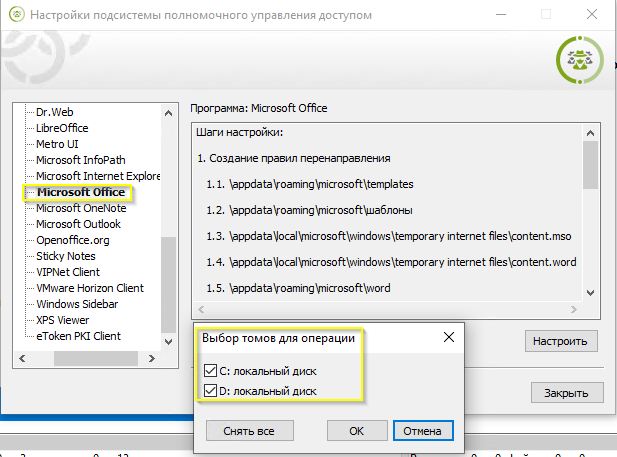 Настройки подсистемы полномочного управления доступом
Dr.Web
LibreOffice
Metro UI
Microsoft InfoPath
Microsoft Internet Explore
Microsoft Office
Microsoft OneNote
Microsoft Outlook
Openoffice.org
Sticky Notes
VIPNet Client
VMware Horizon Client
Windows Sidebar
XPS Viewer
eToken PKI Client
Программа: Microsoft Office
Шаги настройки:
1. Создание правил перенаправления
1.1. \appdata\roaming\microsoft\templates
1.2. \appdata\roaming\microsoft\шаблоны
1.3. \appdata\local\microsoft\windows\temporary internet files\content.mso
1.4. \appdata\local\microsoft\windows\temporary internet files\content.word
1.5. \appdata\roaming\microsoft\word
Настроить
Закрыть
Выбор томов для операции
C: локальный диск
D: локальный диск
Снять все
OK
Отмена